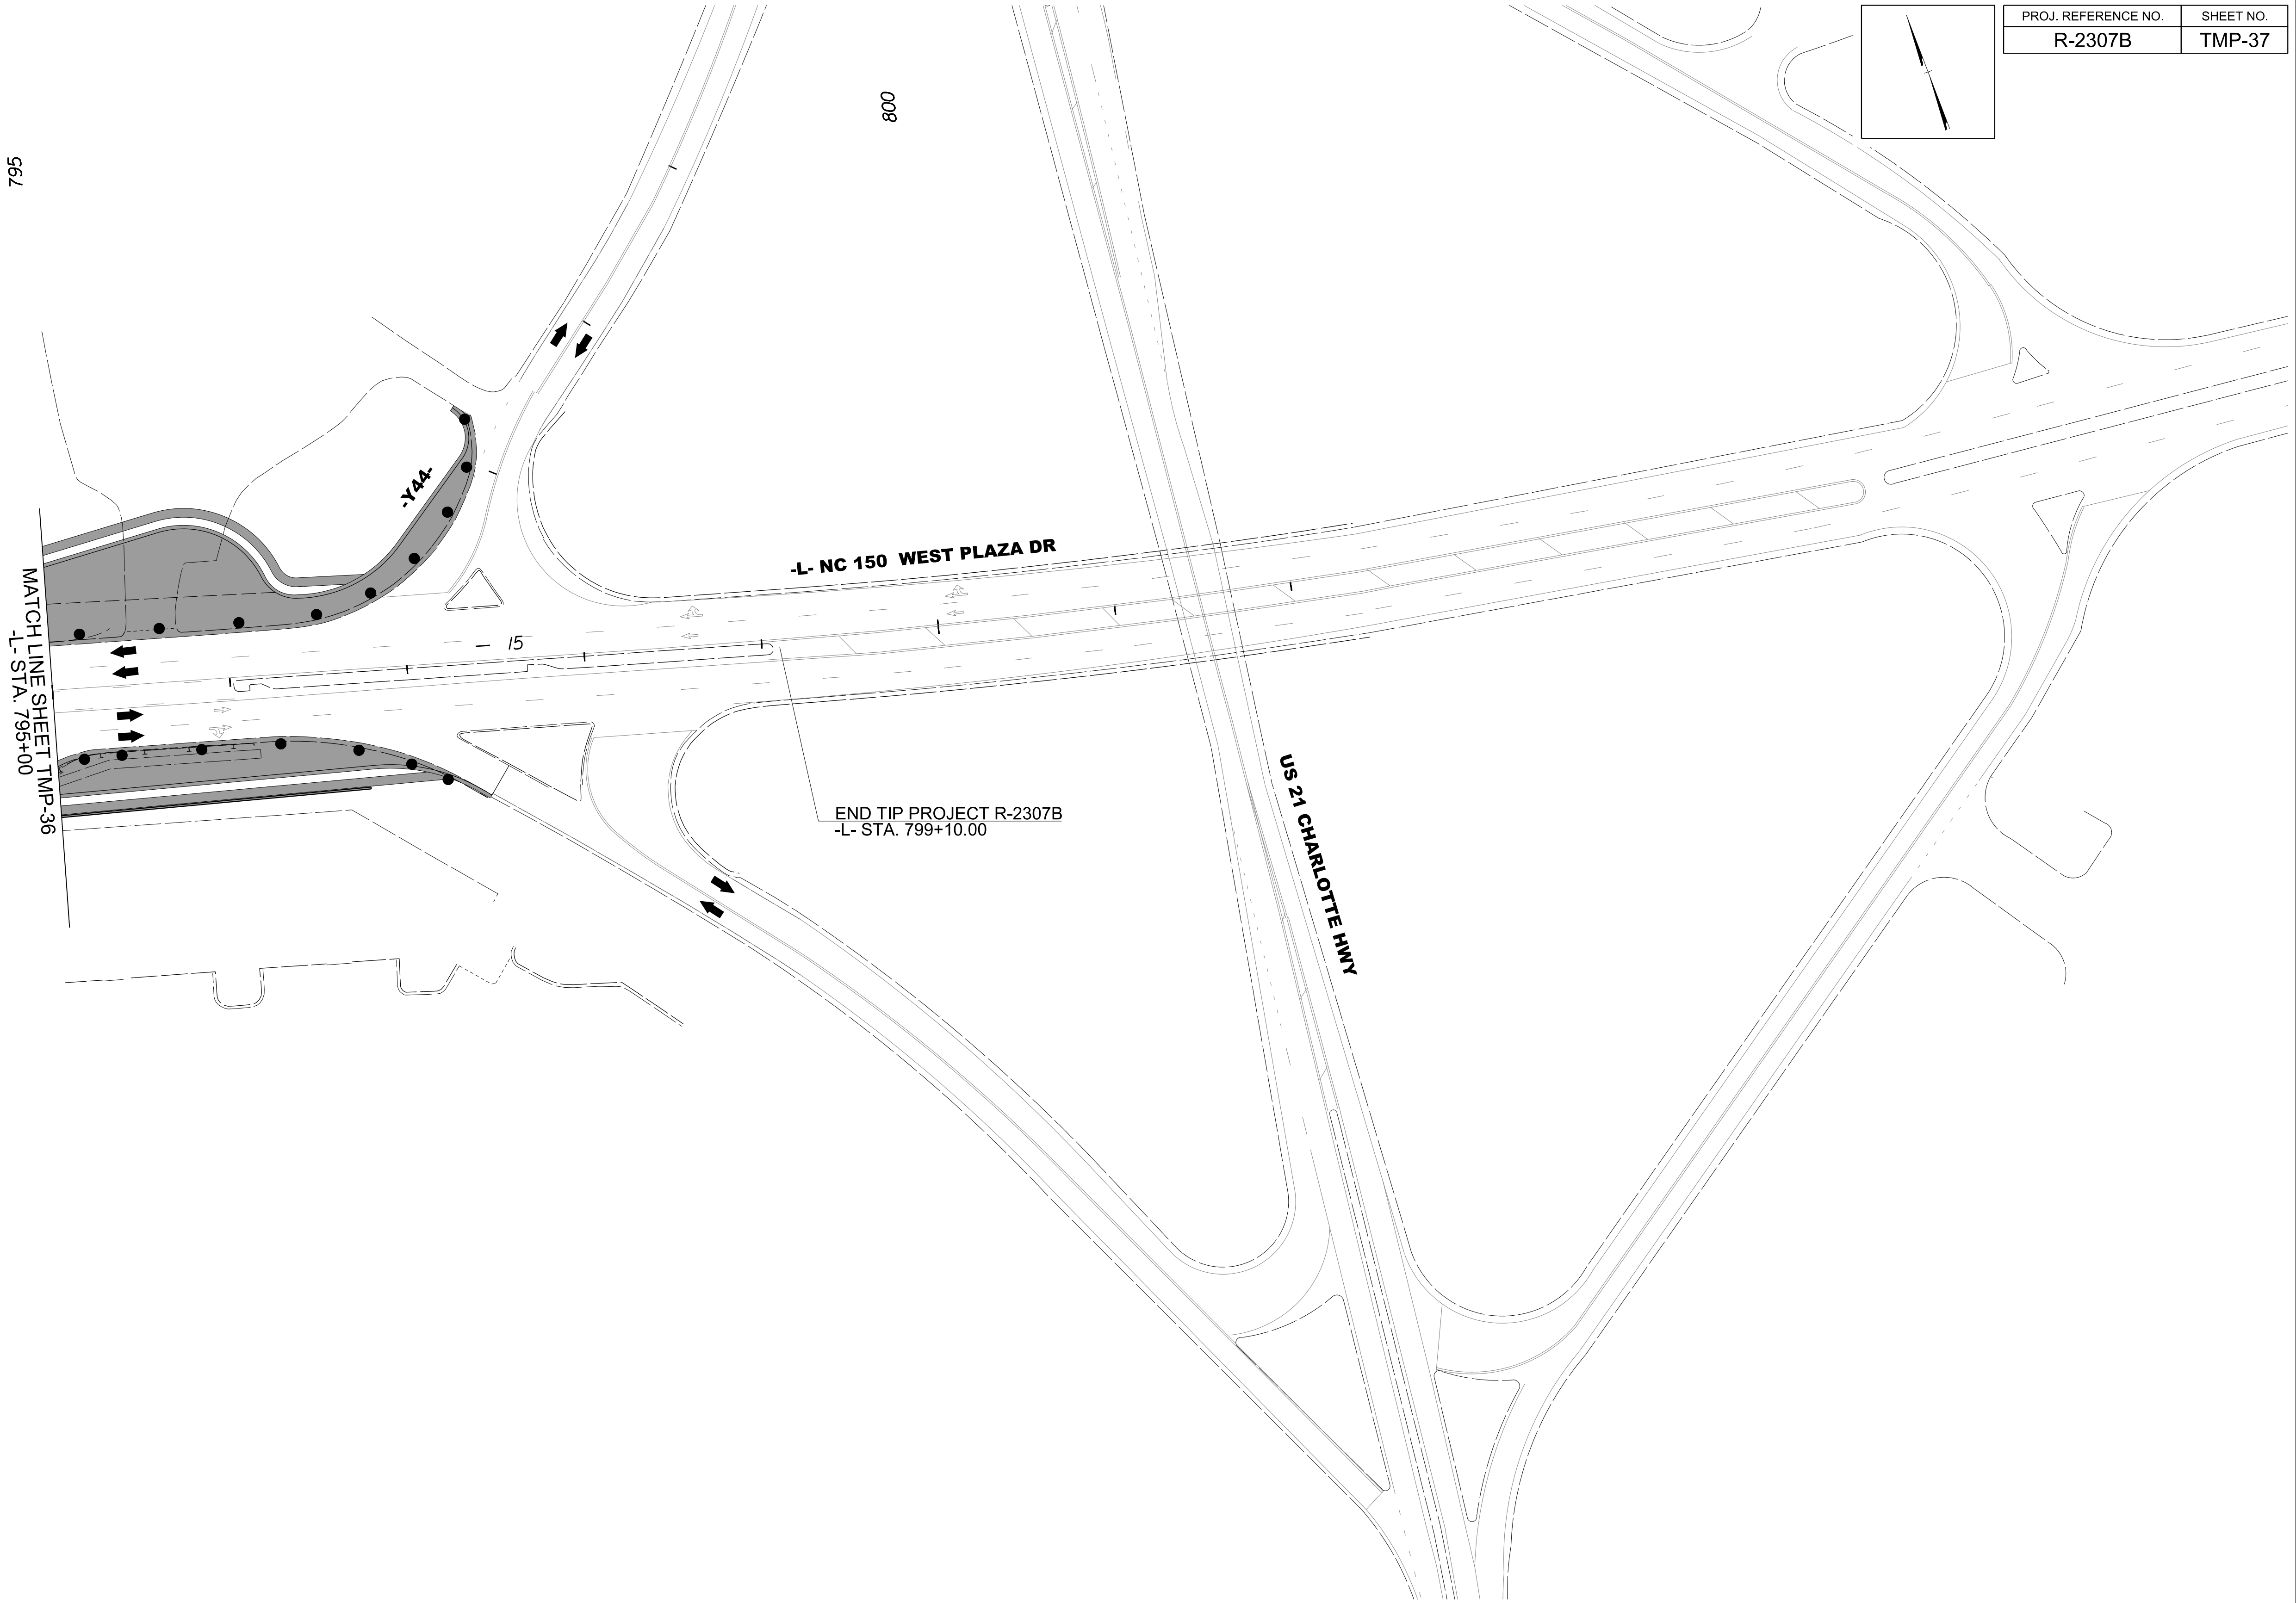 PROJ. REFERENCE NO.
SHEET NO.
R-2307B
TMP-37
795
800
-Y44-
-L- NC 150 WEST PLAZA DR
15
MATCH LINE SHEET TMP-36
-L- STA. 795+00
END TIP PROJECT R-2307B
-L- STA. 799+10.00
US 21 CHARLOTTE HWY